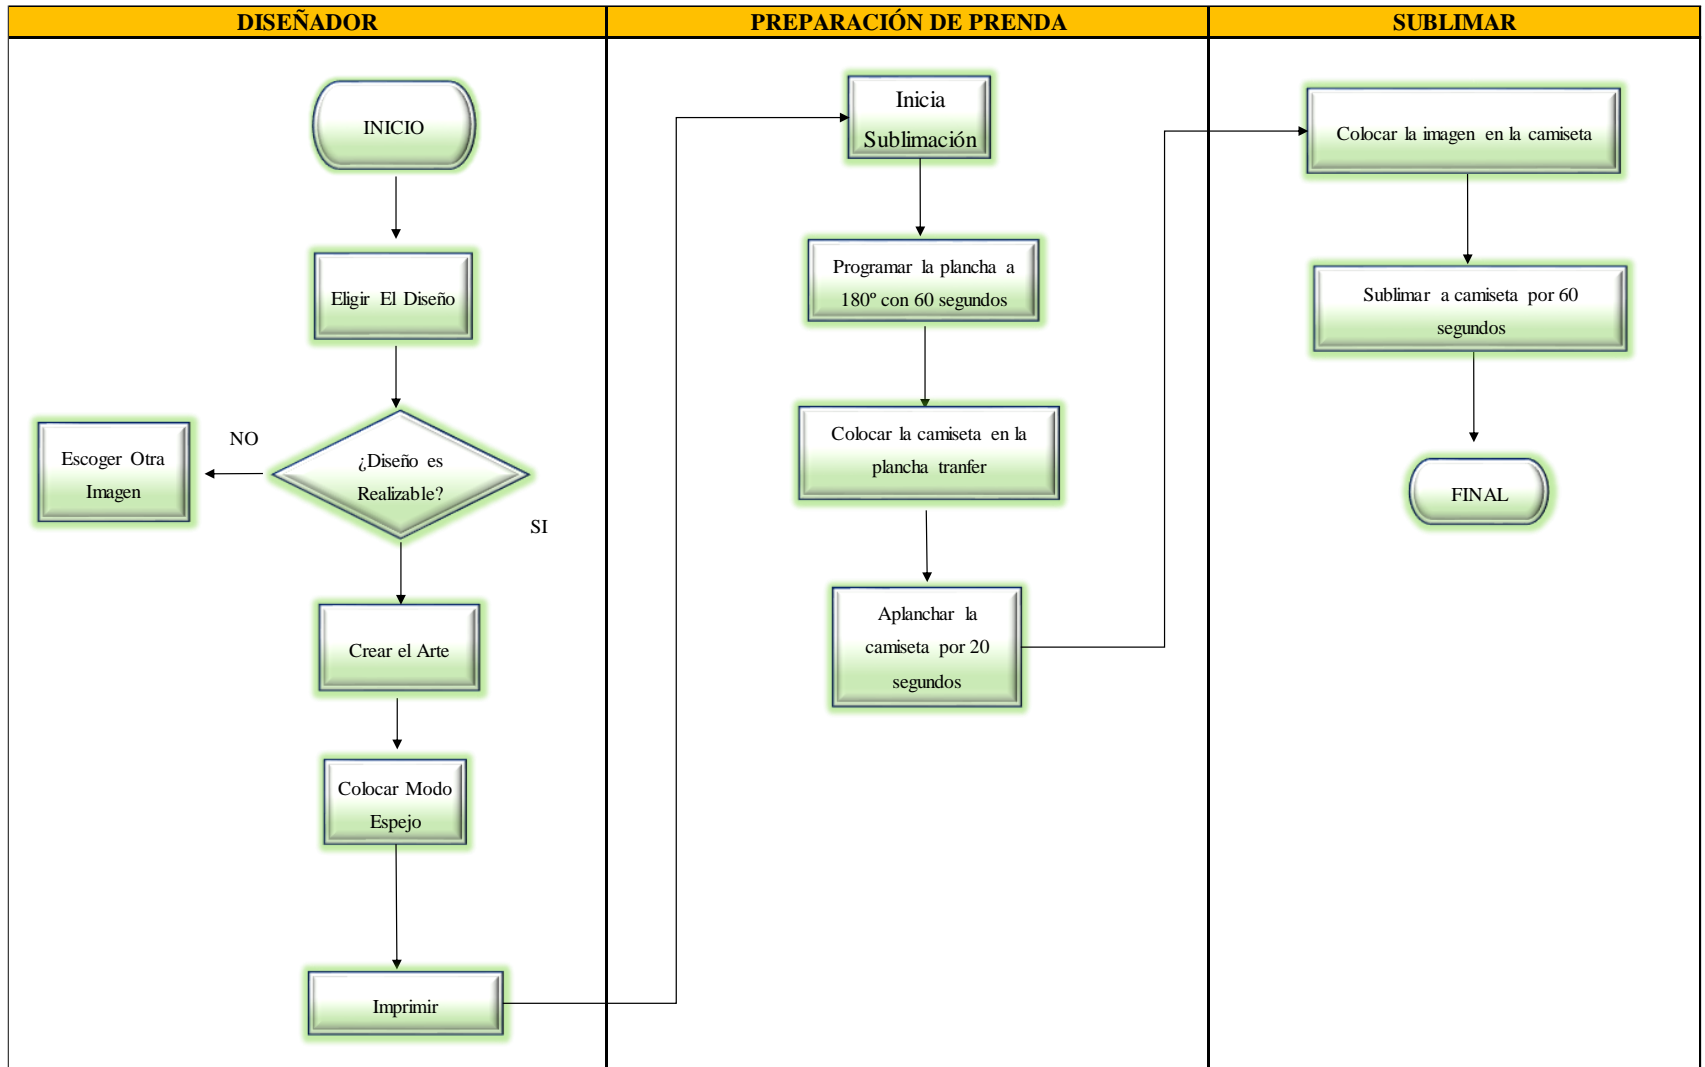 DISEÑADOR
PREPARACIÓN DE PRENDA
SUBLIMAR
INICIO
Eligir El Diseño
¿Diseño es
Realizable?
NO
Escoger Otra
Imagen
SI
Crear el Arte
Colocar Modo
Espejo
Imprimir
Inicia
Sublimación
Programar la plancha a
180º con 60 segundos
Colocar la camiseta en la
plancha tranfer
Aplanchar la
camiseta por 20
segundos
Colocar la imagen en la camiseta
Sublimar a camiseta por 60
segundos
FINAL